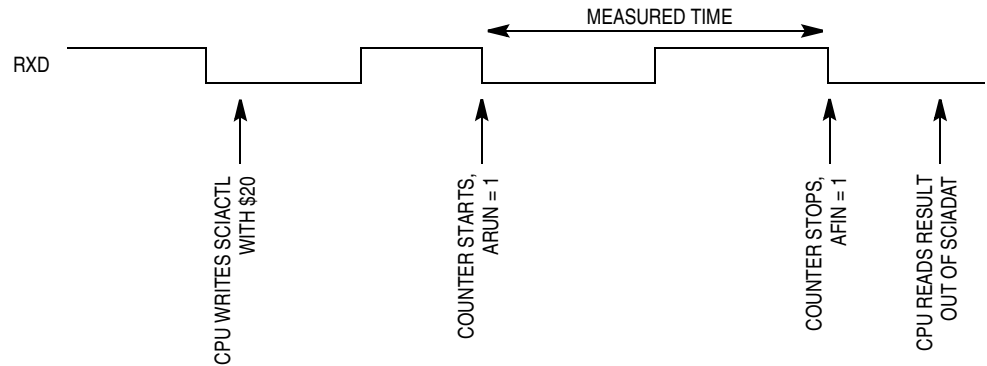 MEASURED TIME
RXD
CPU WRITES SCIACTL
WITH $20
COUNTER STARTS,
ARUN = 1
COUNTER STOPS,
AFIN = 1
CPU READS RESULT
OUT OF SCIADAT